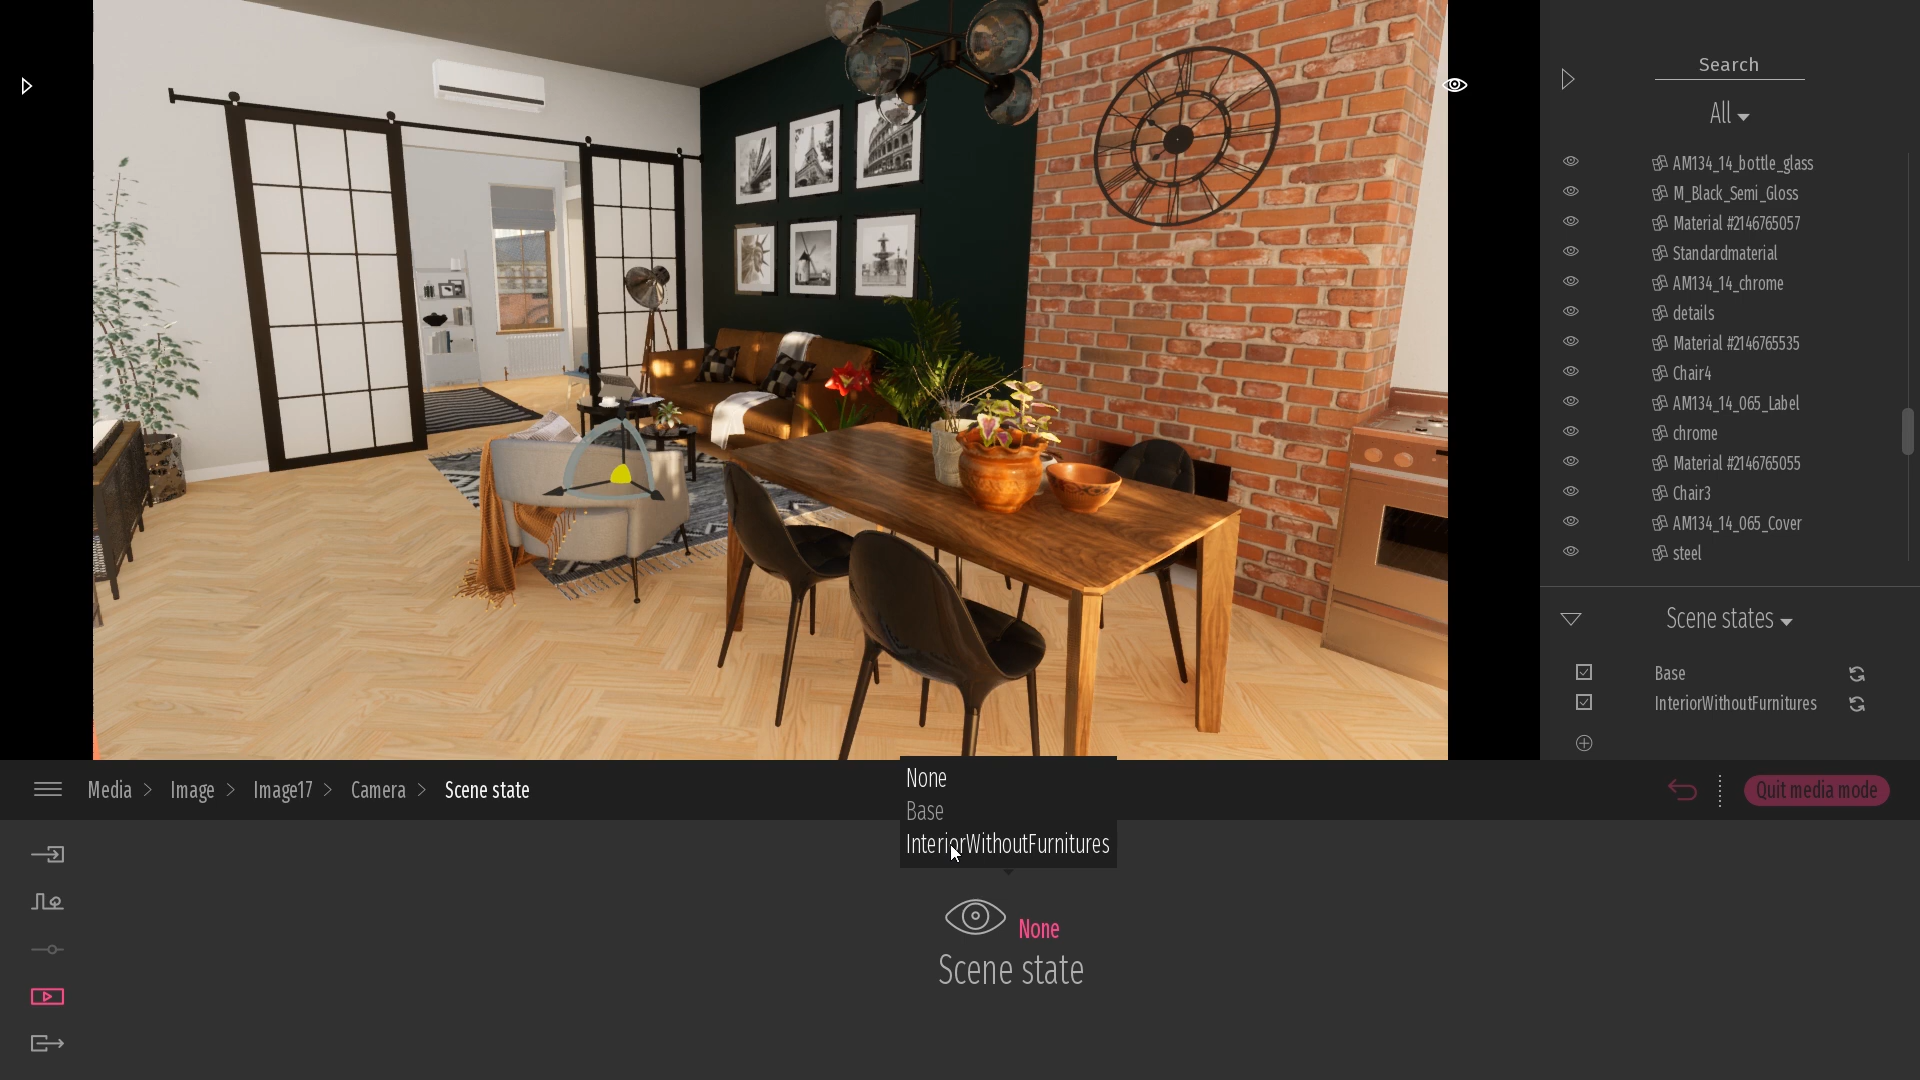 Search
All
AM134_14_bottle_glass
M_Black_Semi_Gloss
Material #2146765057
Standardmaterial
AM134_14_chrome
details
Material #2146765535
Chair4
AM134_14_065_Label
chrome
Material #2146765055
Chair3
AM134_14_065_Cover
steel
Scene states
Base
InteriorWithoutFurnitures
Media > Image > Image17 > Camera > Scene state
Quit media mode
None
Base
InteriorWithoutFurnitures
None
Scene state